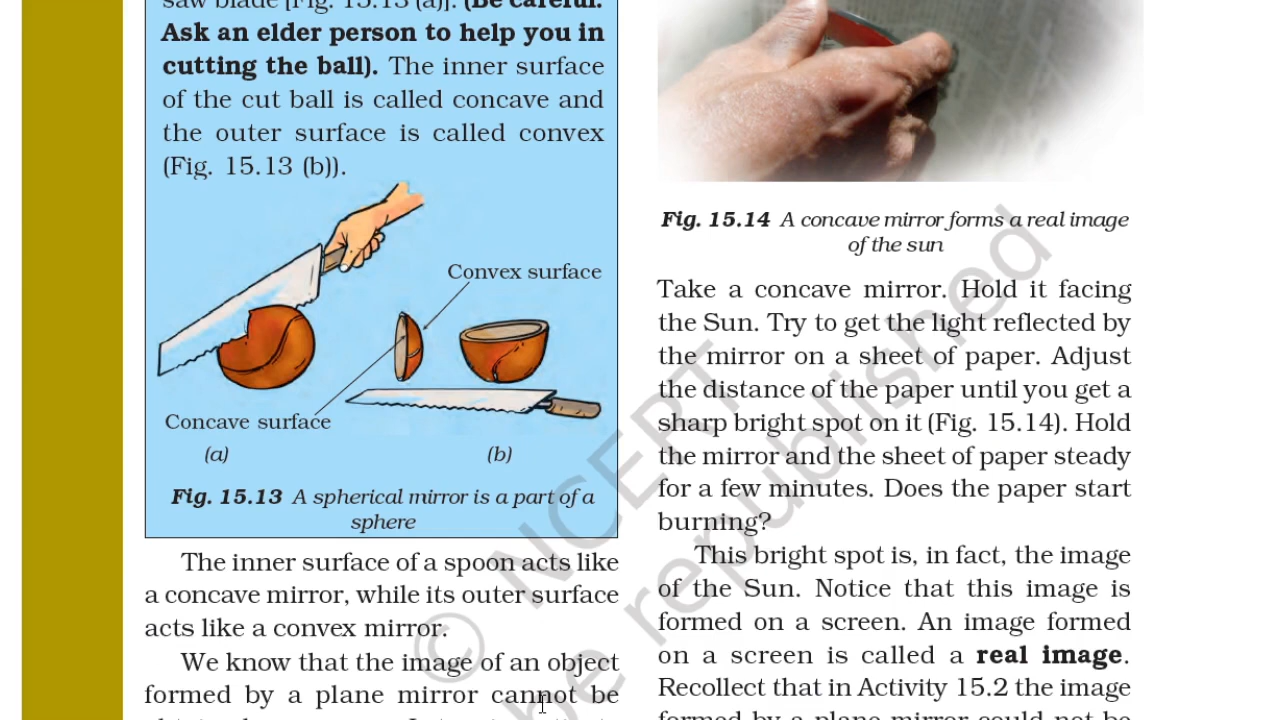 saw blade [Fig. 15.13 (a)]. (Be careful.
Ask an elder person to help you in
cutting the ball). The inner surface
of the cut ball is called concave and
the outer surface is called convex
(Fig. 15.13 (b)).
Convex surface
Concave surface
(a)
(b)
Fig. 15.13 A spherical mirror is a part of a
sphere
The inner surface of a spoon acts like
a concave mirror, while its outer surface
acts like a convex mirror.
We know that the image of an object
formed by a plane mirror cannot be
Fig. 15.14 A concave mirror forms a real image
of the sun
Take a concave mirror. Hold it facing
the Sun. Try to get the light reflected by
the mirror on a sheet of paper. Adjust
the distance of the paper until you get a
sharp bright spot on it (Fig. 15.14). Hold
the mirror and the sheet of paper steady
for a few minutes. Does the paper start
burning?
This bright spot is, in fact, the image
of the Sun. Notice that this image is
formed on a screen. An image formed
on a screen is called a real image.
Recollect that in Activity 15.2 the image
formed by a plane mirror could not be
© NCERT
be republished